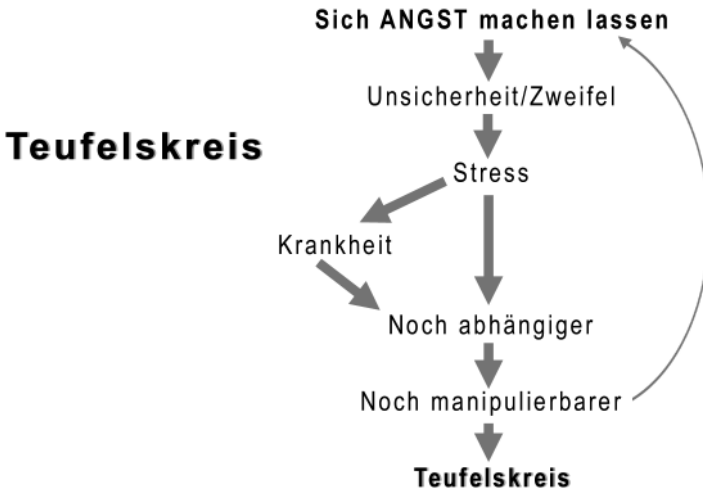 Sich ANGST machen lassen
Unsicherheit/Zweifel
Teufelskreis
Stress
Krankheit
Noch abhängiger
Noch manipulierbarer
Teufelskreis